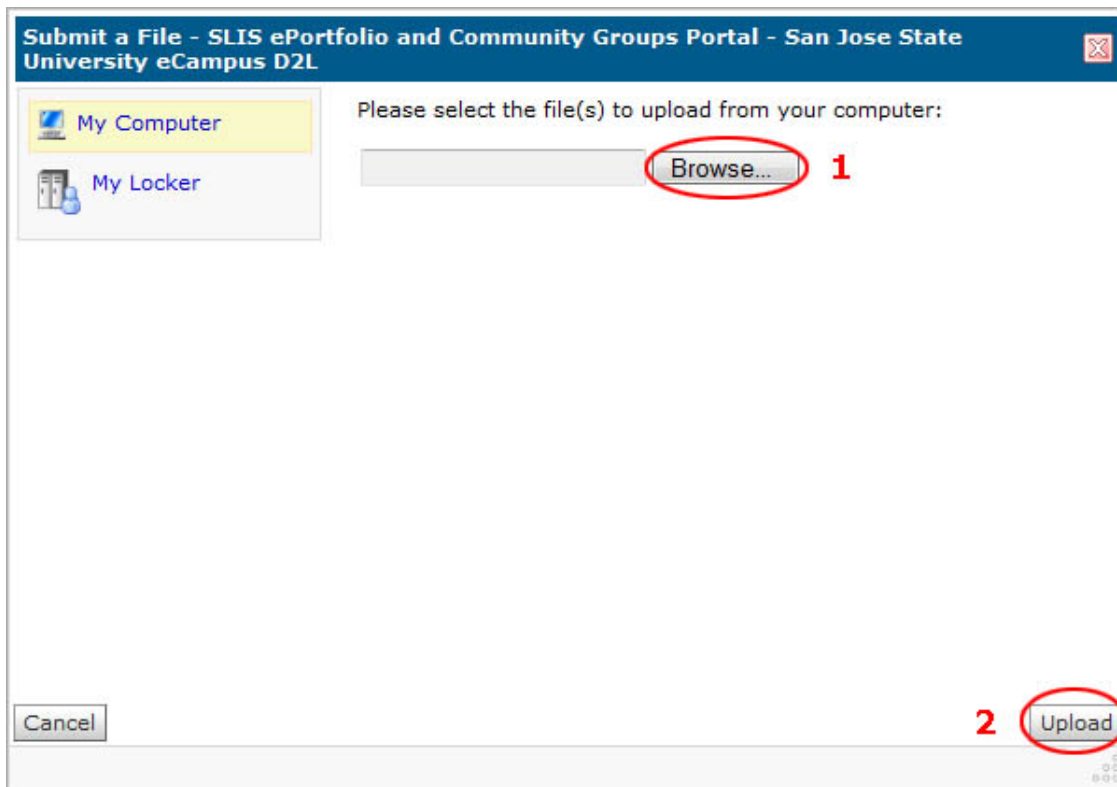 Submit a File - SLIS ePortfolio and Community Groups Portal - San Jose State
University eCampus D2L
My Computer
Please select the file(s) to upload from your computer:
Browse... 1
My Locker
Cancel
2 Upload